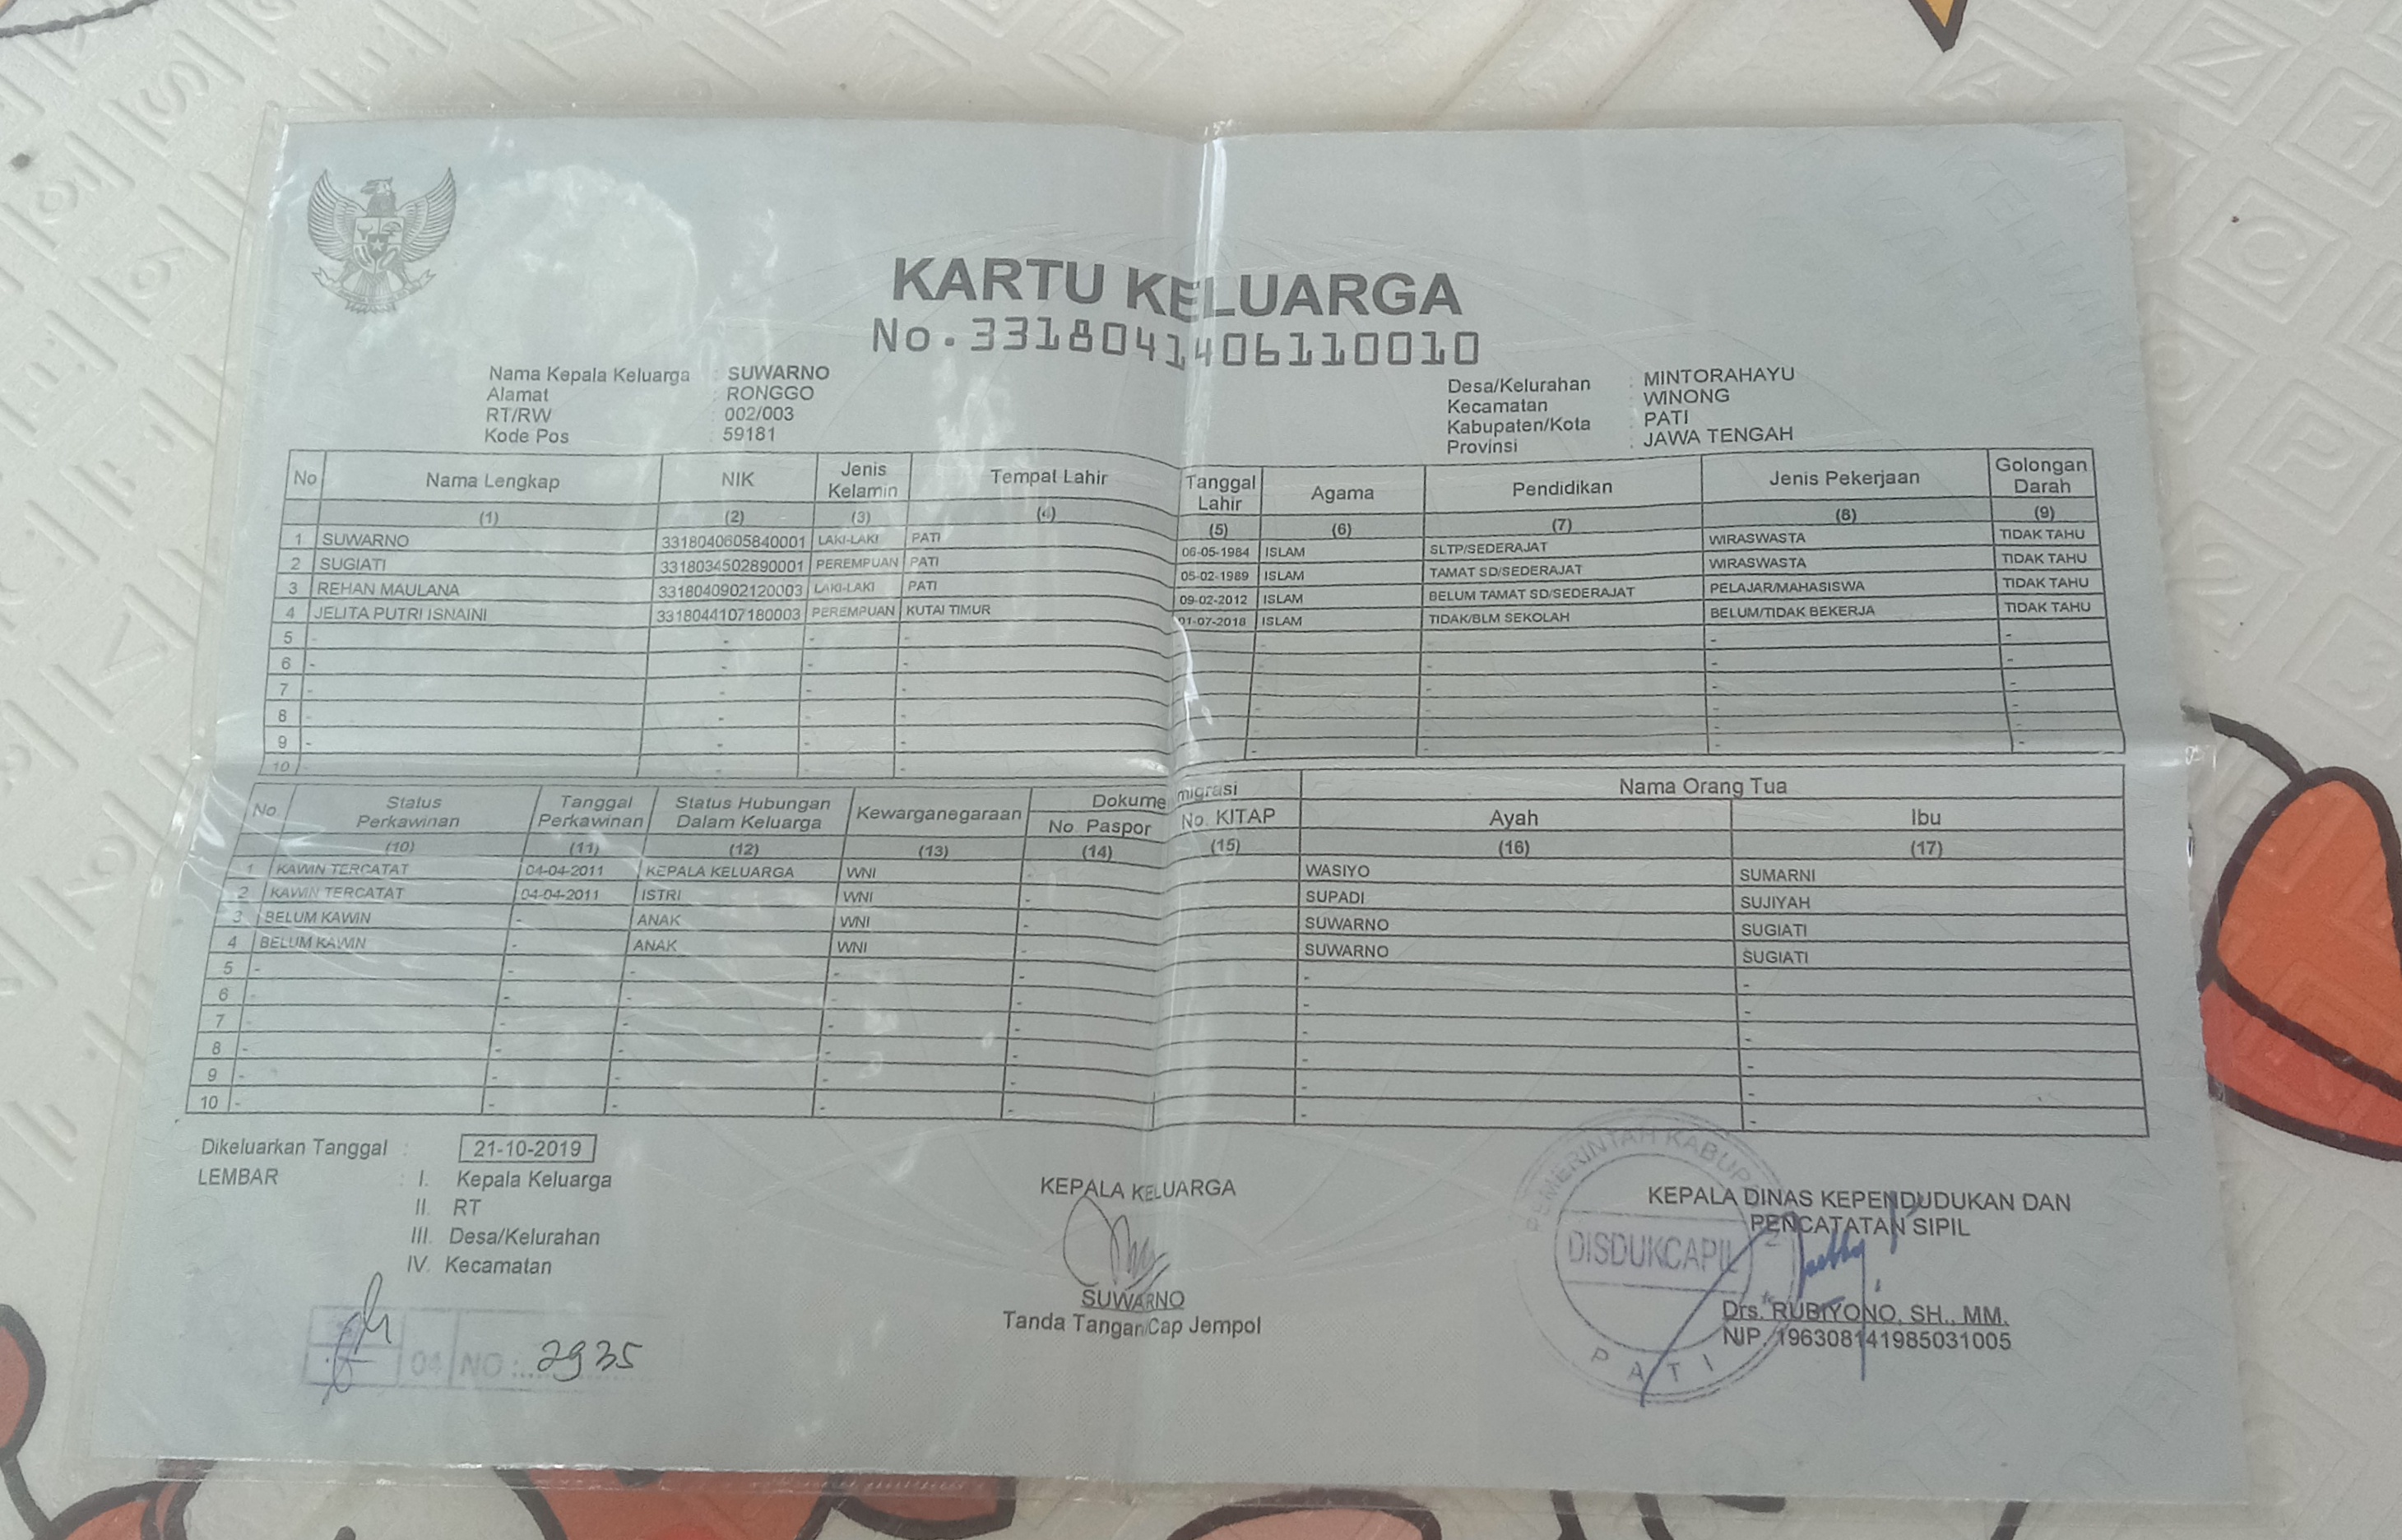 KARTU KELUARGA
No. 3318041406110010
Nama Kepala Keluarga : SUWARNO
Alamat : RONGGO
RT/RW : 002/003
Kode Pos : 59181
Desa/Kelurahan : MINTORAHAYU
Kecamatan : WINONG
Kabupaten/Kota : PATI
Provinsi : JAWA TENGAH
No Nama Lengkap NIK Jenis Kelamin Tempat Lahir Tanggal Lahir Agama Pendidikan Jenis Pekerjaan Golongan Darah
(1) (2) (3) (4) (5) (6) (7) (8) (9)
1 SUWARNO 3318040605840001 LAKI-LAKI PATI 06-05-1984 ISLAM SLTP/SEDERAJAT WIRASWASTA TIDAK TAHU
2 SUGIATI 3318034502890001 PEREMPUAN PATI 05-02-1989 ISLAM TAMAT SD/SEDERAJAT WIRASWASTA TIDAK TAHU
3 REHAN MAULANA 3318040902120003 LAKI-LAKI PATI 09-02-2012 ISLAM BELUM TAMAT SD/SEDERAJAT PELAJAR/MAHASISWA TIDAK TAHU
4 JELITA PUTRI ISNAINI 3318044107180003 PEREMPUAN KUTAI TIMUR 01-07-2018 ISLAM TIDAK/BLM SEKOLAH BELUM/TIDAK BEKERJA TIDAK TAHU
5 - - - - - - - - -
6 - - - - - - - - -
7 - - - - - - - - -
8 - - - - - - - - -
9 - - - - - - - - -
10 - - - -
No Status Perkawinan Tanggal Perkawinan Status Hubungan Dalam Keluarga Kewarganegaraan Dokume migrasi Nama Orang Tua
No. Paspor No. KITAP Ayah Ibu
(10) (11) (12) (13) (14) (15) (16) (17)
1 KAWIN TERCATAT 04-04-2011 KEPALA KELUARGA WNI - WASIYO SUMARNI
2 KAWIN TERCATAT 04-04-2011 ISTRI WNI - SUPADI SUJIYAH
3 BELUM KAWIN - ANAK WNI - SUWARNO SUGIATI
4 BELUM KAWIN - ANAK WNI - SUWARNO SUGIATI
5 - - - - - - -
6 - - - - - - -
7 - - - - - - -
8 - - - - - - -
9 - - - - - - -
10 - - - - - - -
Dikeluarkan Tanggal : 21-10-2019
LEMBAR : I. Kepala Keluarga
II. RT
III. Desa/Kelurahan
IV. Kecamatan
04 NO : 2935
KEPALA KELUARGA
SUWARNO
Tanda Tangan/Cap Jempol
KEPALA DINAS KEPENDUDUKAN DAN
PENCATATAN SIPIL
Drs. RUBIYONO, SH., MM.
NIP. 196308141985031005
PEMERINTAH KABUPA
DISDUKCAPIL
PATI